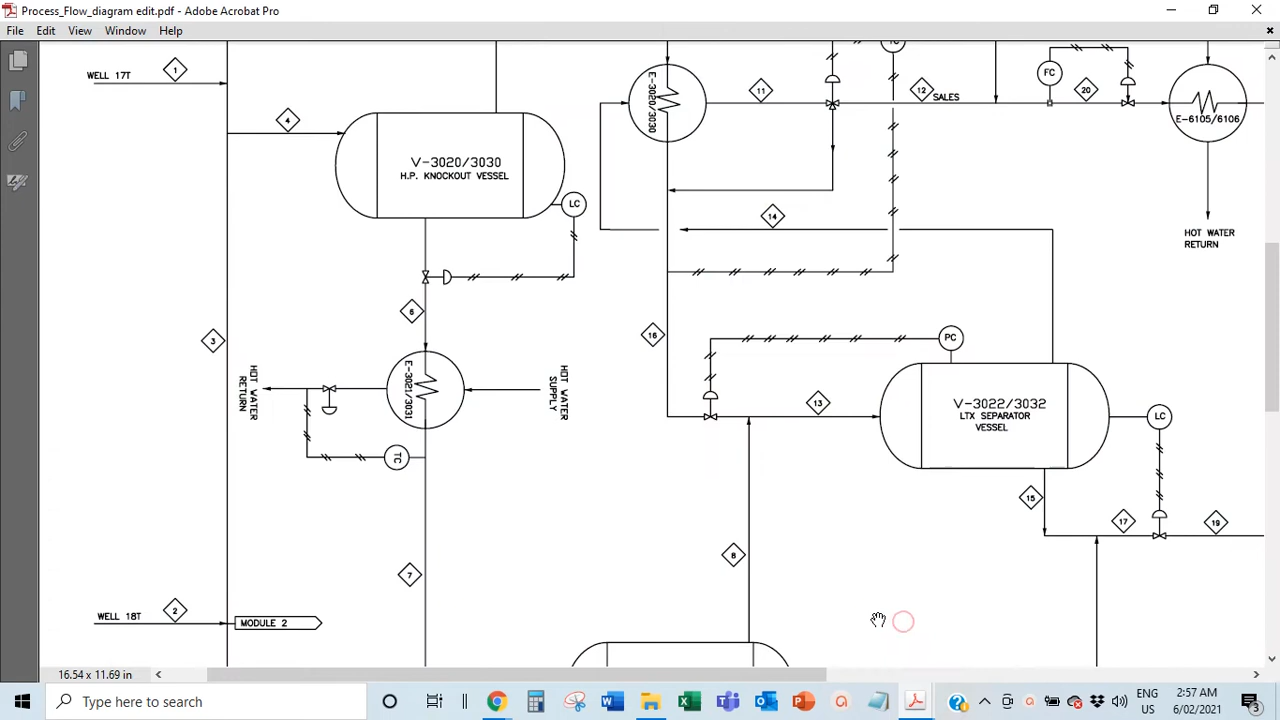 Process_Flow_diagram edit.pdf - Adobe Acrobat Pro
File Edit View Window Help
WELL 17T
1
11
12
SALES
FC
20
E-3020/3030
E-6105/6106
4
V-3020/3030
H.P. KNOCKOUT VESSEL
LC
14
HOT WATER
RETURN
6
16
3
PC
E-3021/3031
HOT WATER
RETURN
HOT WATER
SUPPLY
13
V-3022/3032
LTX SEPARATOR
VESSEL
LC
TC
15
17
19
8
7
WELL 18T
2
MODULE 2
16.54 x 11.69 in
Type here to search
ENG
US
2:57 AM
6/02/2021
3